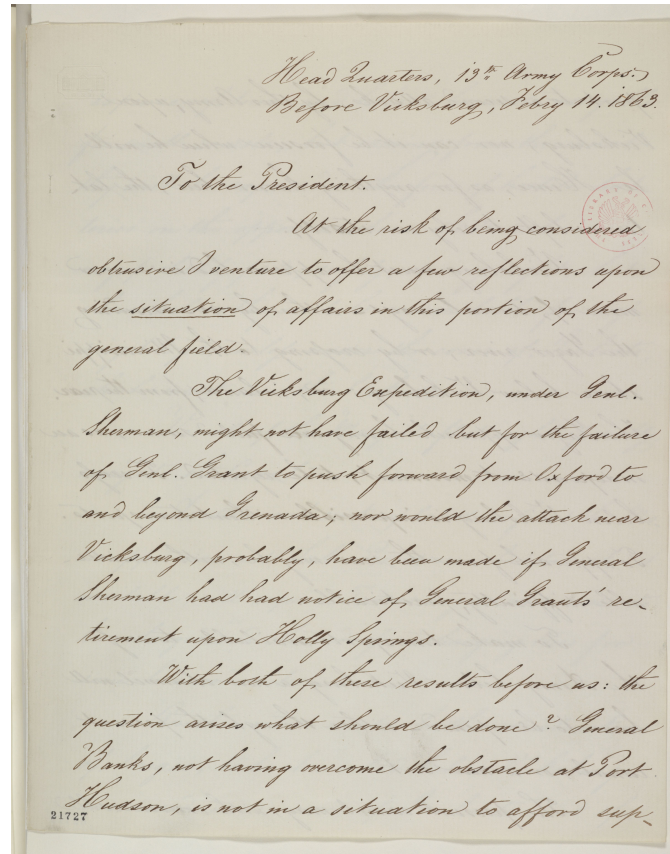 Head Quarters, 13th Army Corps.
Before Vicksburg, Febry 14. 1863.
To the President.
At the risk of being considered
obtrusive I venture to offer a few reflections upon
the situation of affairs in this portion of the
general field.
The Vicksburg Expedition, under Genl.
Sherman, might not have failed but for the failure
of Genl. Grant to push forward from Oxford to
and beyond Grenada; nor would the attack near
Vicksburg, probably, have been made if General
Sherman had had notice of General Grants' re-
tirement upon Holly Springs.
With both of these results before us: the
question arises what should be done? General
Banks, not having overcome the obstacle at Port
Hudson, is not in a situation to afford sup-
21727